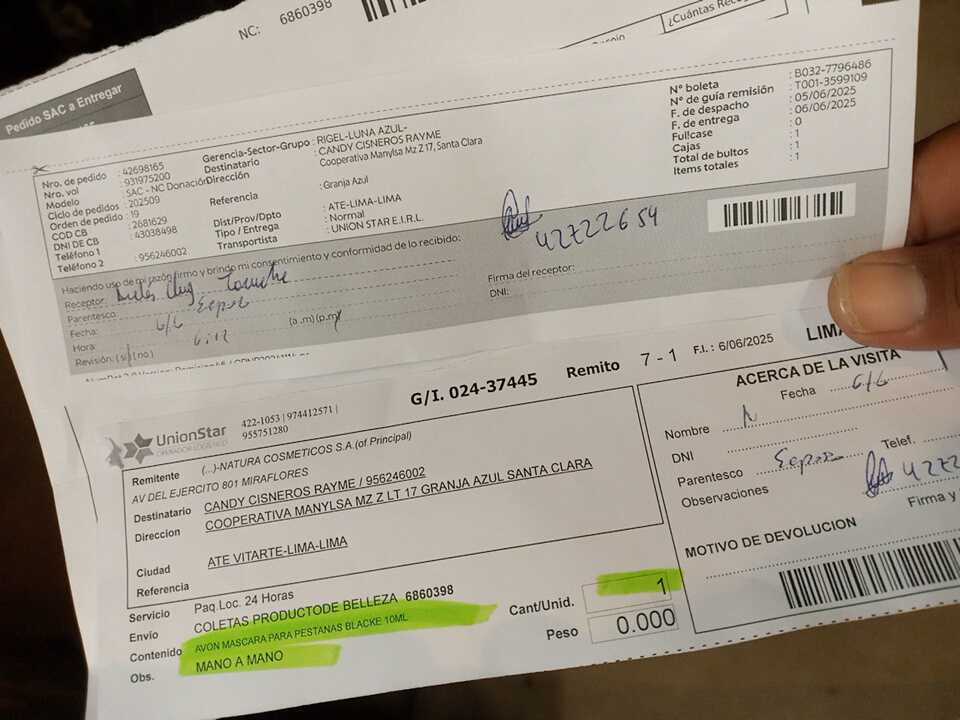 NC: 6860398
¿Cuántas Rec
Pedido SAC a Entregar
Nro. de pedido : 42698165
Nro. vol : 931975200
Modelo : SAC - NC Donación
Ciclo de pedidos : 202509
Orden de pedido : 19
COD CB : 2681629
DNI DE CB : 43038498
Teléfono 1
Teléfono 2 : 956246002
Gerencia-Sector-Grupo : RIGEL-LUNA AZUL-
Destinatario : CANDY CISNEROS RAYME
Dirección : Cooperativa Manylsa Mz Z 17, Santa Clara
Referencia : Granja Azul
Dist/Prov/Dpto : ATE-LIMA-LIMA
Tipo / Entrega : Normal
Transportista : UNION STAR E.I.R.L.
N° boleta : B032-7796486
N° de guía remisión : T001-3599109
F. de despacho : 05/06/2025
F. de entrega : 06/06/2025
Fullcase : 0
Cajas : 1
Total de bultos : 1
Items totales : 1
42722654
Haciendo uso de mi razón firmo y brindo mi consentimiento y conformidad de lo recibido:
Receptor:
Parentesco: Esposo
Fecha: 6/6
Hora: 6:12 (a.m)(p.m)
Revisión: (si)(no)
Firma del receptor:
DNI:
G/I. 024-37445 Remito 7 - 1 F.I.: 6/06/2025 LIMA
UnionStar
OPERADOR LOGISTICO
422-1053 | 974412571 |
955751280
Remitente (...)-NATURA COSMETICOS S.A.(of.Principal)
AV DEL EJERCITO 801 MIRAFLORES
Destinatario CANDY CISNEROS RAYME / 956246002
Direccion COOPERATIVA MANYLSA MZ Z LT 17 GRANJA AZUL SANTA CLARA
Ciudad ATE VITARTE-LIMA-LIMA
Referencia
Servicio Paq.Loc. 24 Horas
Envio COLETAS PRODUCTODE BELLEZA 6860398
Contenido AVON MASCARA PARA PESTANAS BLACKE 10ML
Obs. MANO A MANO
Cant/Unid. 1
Peso 0.000
ACERCA DE LA VISITA
Fecha 6/6
Nombre
DNI
Parentesco Esposo Telef.
Observaciones
Firma y
MOTIVO DE DEVOLUCION